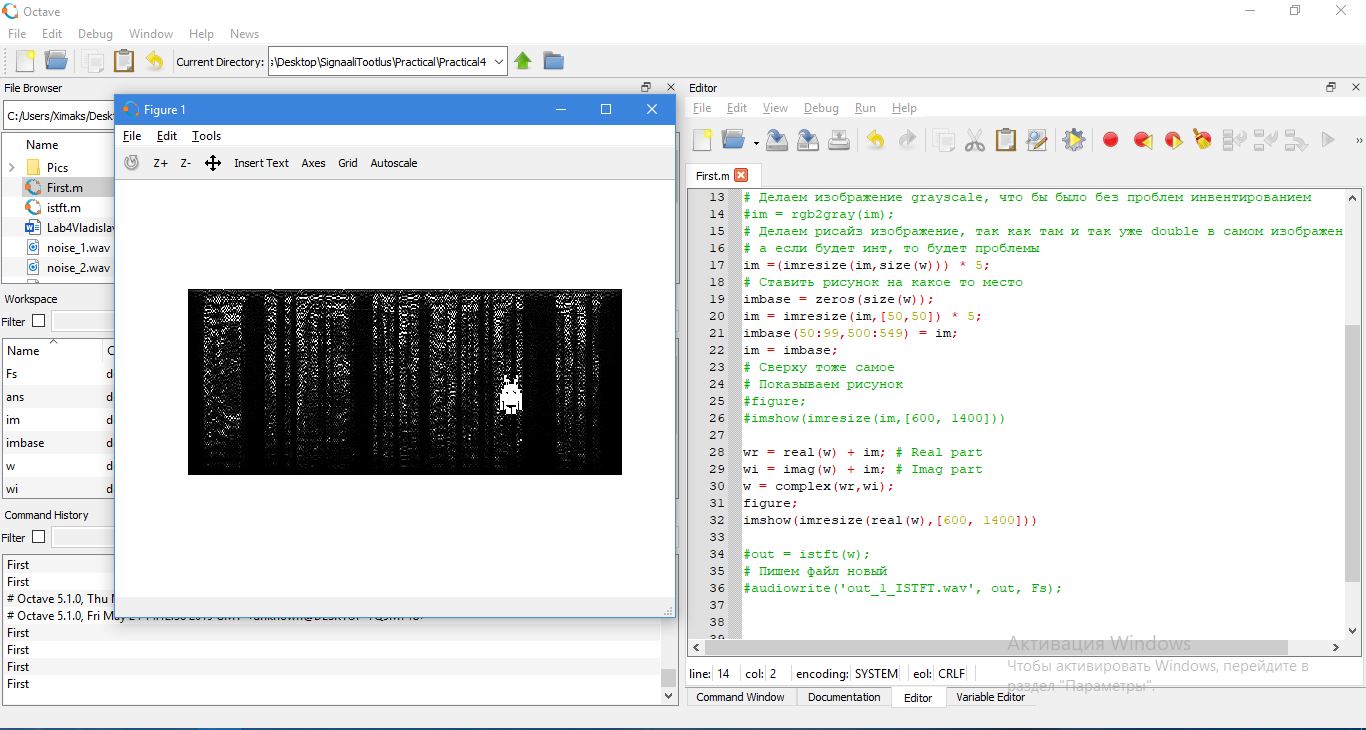 Octave
File Edit Debug Window Help News
Current Directory: :\Desktop\SignaaliTootlus\Practical\Practical4
File Browser
C:/Users/Ximaks/Desk
Name
Pics
First.m
istft.m
Lab4Vladisla
noise_1.wav
noise_2.wav
Workspace
Filter
Name
Fs d
ans d
im d
imbase d
w d
wi d
Command History
Filter
First
First
# Octave 5.1.0, Thu
# Octave 5.1.0, Fri May
First
First
First
First
Figure 1
File Edit Tools
Z+ Z- Insert Text Axes Grid Autoscale
Editor
File Edit View Debug Run Help
First.m
13 # Делаем изображение grayscale, что бы было без проблем инвентированием
14 #im = rgb2gray(im);
15 # Делаем рисайз изображение, так как там и так уже double в самом изображен
16 # а если будет инт, то будет проблемы
17 im =(imresize(im,size(w))) * 5;
18 # Ставить рисунок на какое то место
19 imbase = zeros(size(w));
20 im = imresize(im,[50,50]) * 5;
21 imbase(50:99,500:549) = im;
22 im = imbase;
23 # Сверху тоже самое
24 # Показываем рисунок
25 #figure;
26 #imshow(imresize(im,[600, 1400]))
27
28 wr = real(w) + im; # Real part
29 wi = imag(w) + im; # Imag part
30 w = complex(wr,wi);
31 figure;
32 imshow(imresize(real(w),[600, 1400]))
33
34 #out = istft(w);
35 # Пишем файл новый
36 #audiowrite('out_1_ISTFT.wav', out, Fs);
37
38
39
Активация Windows
Чтобы активировать Windows, перейдите в
раздел "Параметры".
line: 14 col: 2 encoding: SYSTEM eol: CRLF
Command Window Documentation Editor Variable Editor